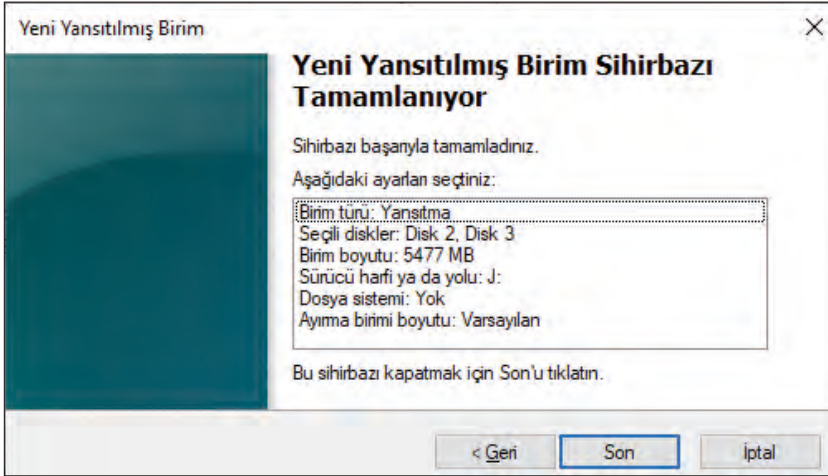 Yeni Yansıtılmış Birim
Yeni Yansıtılmış Birim Sihirbazı
Tamamlanıyor
Sihirbazı başarıyla tamamladınız.
Aşağıdaki ayarları seçtiniz:
Birim türü: Yansıtma
Seçili diskler: Disk 2, Disk 3
Birim boyutu: 5477 MB
Sürücü harfi ya da yolu: J:
Dosya sistemi: Yok
Ayırma birimi boyutu: Varsayılan
Bu sihirbazı kapatmak için Son'u tıklatın.
< Geri Son İptal